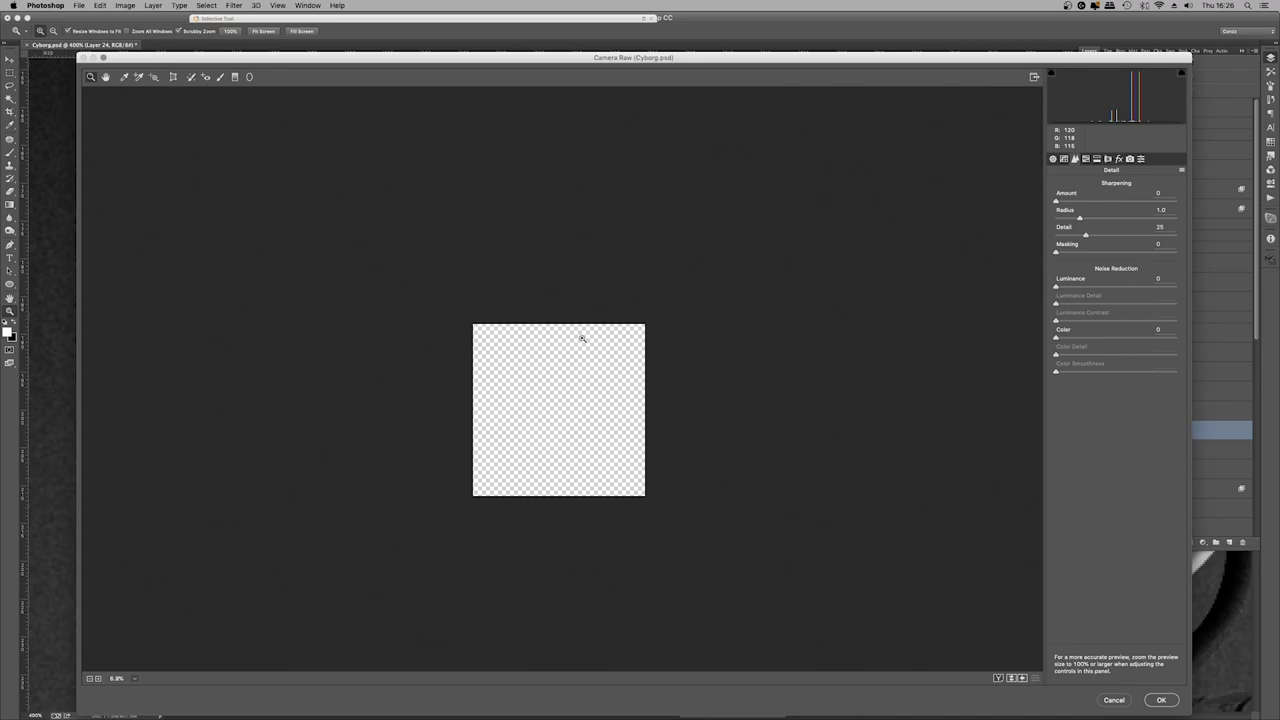 Photoshop File Edit Image Layer Type Select Filter 3D View Window Help
Thu 16:26
Selective Tool
p CC
Resize Windows to Fit Zoom All Windows Scrubby Zoom 100% Fit Screen Fill Screen
Cyborg.psd @ 400% (Layer 24, RGB/8#) *
Layers
Camera Raw (Cyborg.psd)
R: 120
G: 118
B: 115
Detail
Sharpening
Amount 0
Radius 1.0
Detail 25
Masking 0
Noise Reduction
Luminance 0
Luminance Detail
Luminance Contrast
Color 0
Color Detail
Color Smoothness
For a more accurate preview, zoom the preview
size to 100% or larger when adjusting the
controls in this panel.
6.9%
Y
Cancel OK
400%